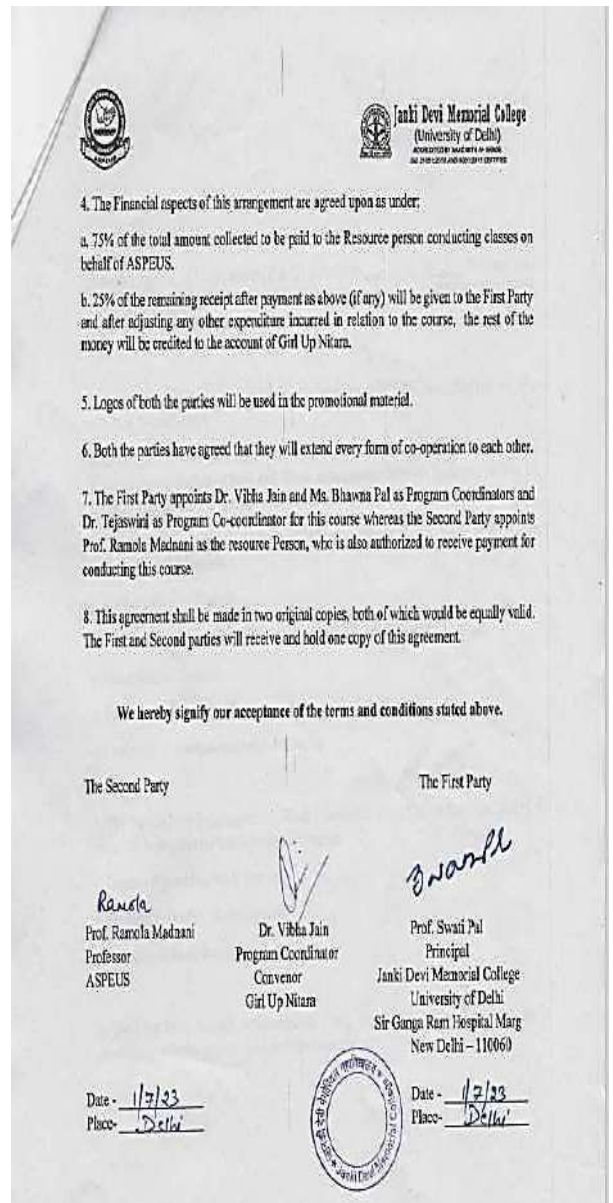 ASPEUS
Janki Devi Memorial College
(University of Delhi)
4. The Financial aspects of this arrangement are agreed upon as under:
a. 75% of the total amount collected to be paid to the Resource person conducting classes on
behalf of ASPEUS.
b. 25% of the remaining receipt after payment as above (if any) will be given to the First Party
and after adjusting any other expenditure incurred in relation to the course, the rest of the
money will be credited to the account of Girl Up Nitara.
5. Logos of both the parties will be used in the promotional material.
6. Both the parties have agreed that they will extend every form of co-operation to each other.
7. The First Party appoints Dr. Vibha Jain and Ms. Bhawna Pal as Program Coordinators and
Dr. Tejaswini as Program Co-coordinator for this course whereas the Second Party appoints
Prof. Ramola Madnani as the resource Person, who is also authorized to receive payment for
conducting this course.
8. This agreement shall be made in two original copies, both of which would be equally valid.
The First and Second parties will receive and hold one copy of this agreement.
We hereby signify our acceptance of the terms and conditions stated above.
The Second Party
The First Party
Ramola
Prof. Ramola Madnani
Professor
ASPEUS
Dr. Vibha Jain
Program Coordinator
Convenor
Girl Up Nitara
Prof. Swati Pal
Principal
Janki Devi Memorial College
University of Delhi
Sir Ganga Ram Hospital Marg
New Delhi – 110060
Date - 1/7/23
Place- Delhi
Janki Devi Memorial College
Date - 1/7/23
Place- Delhi